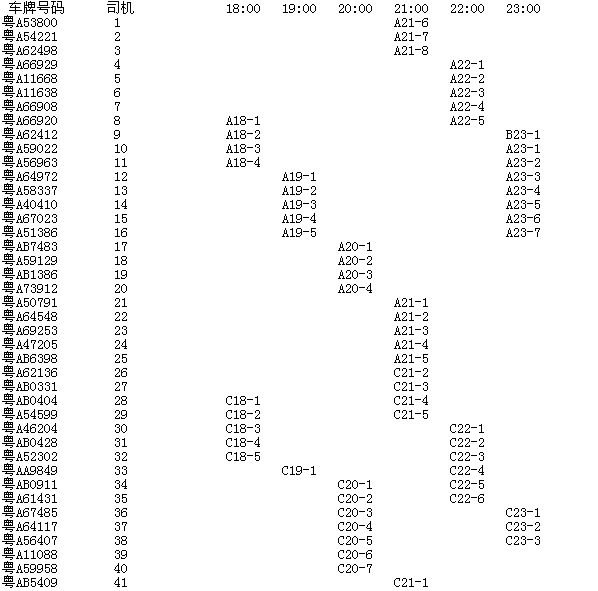 车牌号码 司机 18:00 19:00 20:00 21:00 22:00 23:00
粤A53800 1 A21-6
粤A54221 2 A21-7
粤A62498 3 A21-8
粤A66929 4 A22-1
粤A11668 5 A22-2
粤A11638 6 A22-3
粤A66908 7 A22-4
粤A66920 8 A18-1 A22-5
粤A62412 9 A18-2 B23-1
粤A59022 10 A18-3 A23-1
粤A56963 11 A18-4 A23-2
粤A64972 12 A19-1 A23-3
粤A58337 13 A19-2 A23-4
粤A40410 14 A19-3 A23-5
粤A67023 15 A19-4 A23-6
粤A51386 16 A19-5 A23-7
粤AB7483 17 A20-1
粤A59129 18 A20-2
粤AB1386 19 A20-3
粤A73912 20 A20-4
粤A50791 21 A21-1
粤A64548 22 A21-2
粤A69253 23 A21-3
粤A47205 24 A21-4
粤AB6398 25 A21-5
粤A62136 26 C21-2
粤AB0331 27 C21-3
粤AB0404 28 C18-1 C21-4
粤A54599 29 C18-2 C21-5
粤A46204 30 C18-3 C22-1
粤AB0428 31 C18-4 C22-2
粤A52302 32 C18-5 C22-3
粤AA9849 33 C19-1 C22-4
粤AB0911 34 C20-1 C22-5
粤A61431 35 C20-2 C22-6
粤A67485 36 C20-3 C23-1
粤A64117 37 C20-4 C23-2
粤A56407 38 C20-5 C23-3
粤A11088 39 C20-6
粤A59958 40 C20-7
粤AB5409 41 C21-1